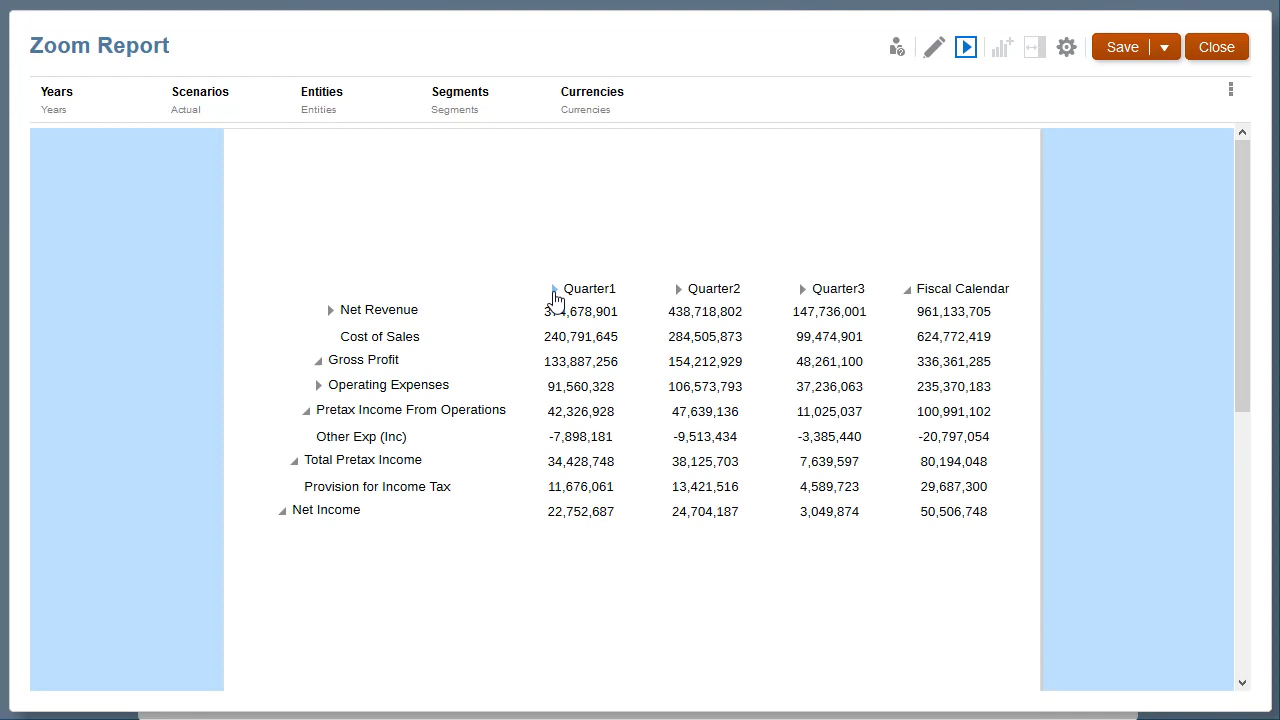 Zoom Report
Save
Close
Years Scenarios Entities Segments Currencies
Years Actual Entities Segments Currencies
Quarter1 Quarter2 Quarter3 Fiscal Calendar
Net Revenue 438,718,802 147,736,001 961,133,705
Cost of Sales 240,791,645 284,505,873 99,474,901 624,772,419
Gross Profit 133,887,256 154,212,929 48,261,100 336,361,285
Operating Expenses 91,560,328 106,573,793 37,236,063 235,370,183
Pretax Income From Operations 42,326,928 47,639,136 11,025,037 100,991,102
Other Exp (Inc) -7,898,181 -9,513,434 -3,385,440 -20,797,054
Total Pretax Income 34,428,748 38,125,703 7,639,597 80,194,048
Provision for Income Tax 11,676,061 13,421,516 4,589,723 29,687,300
Net Income 22,752,687 24,704,187 3,049,874 50,506,748